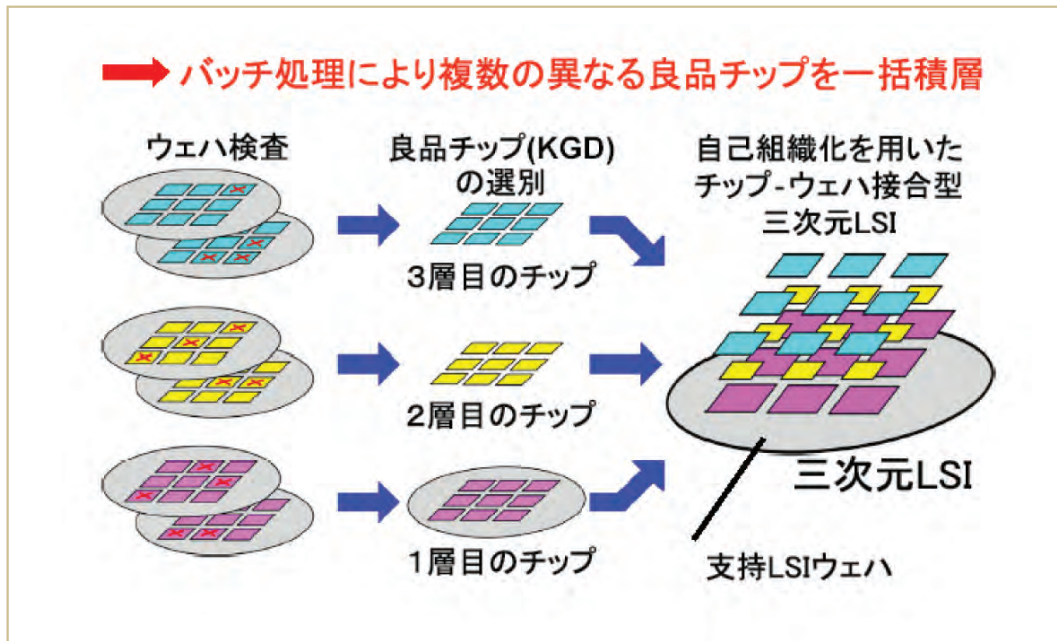 バッチ処理により複数の異なる良品チップを一括積層
ウェハ検査
良品チップ(KGD)
の選別
自己組織化を用いた
チップ-ウェハ接合型
三次元LSI
3層目のチップ
2層目のチップ
1層目のチップ
三次元LSI
支持LSIウェハ